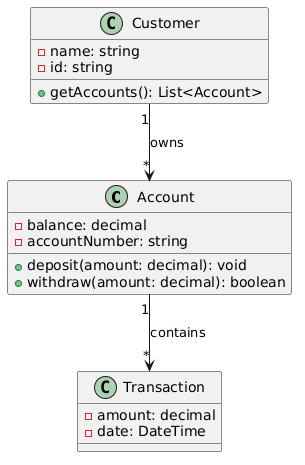 C Customer
name: string
id: string
getAccounts(): List<Account>
1
owns
*
C Account
balance: decimal
accountNumber: string
deposit(amount: decimal): void
withdraw(amount: decimal): boolean
1
contains
*
C Transaction
amount: decimal
date: DateTime